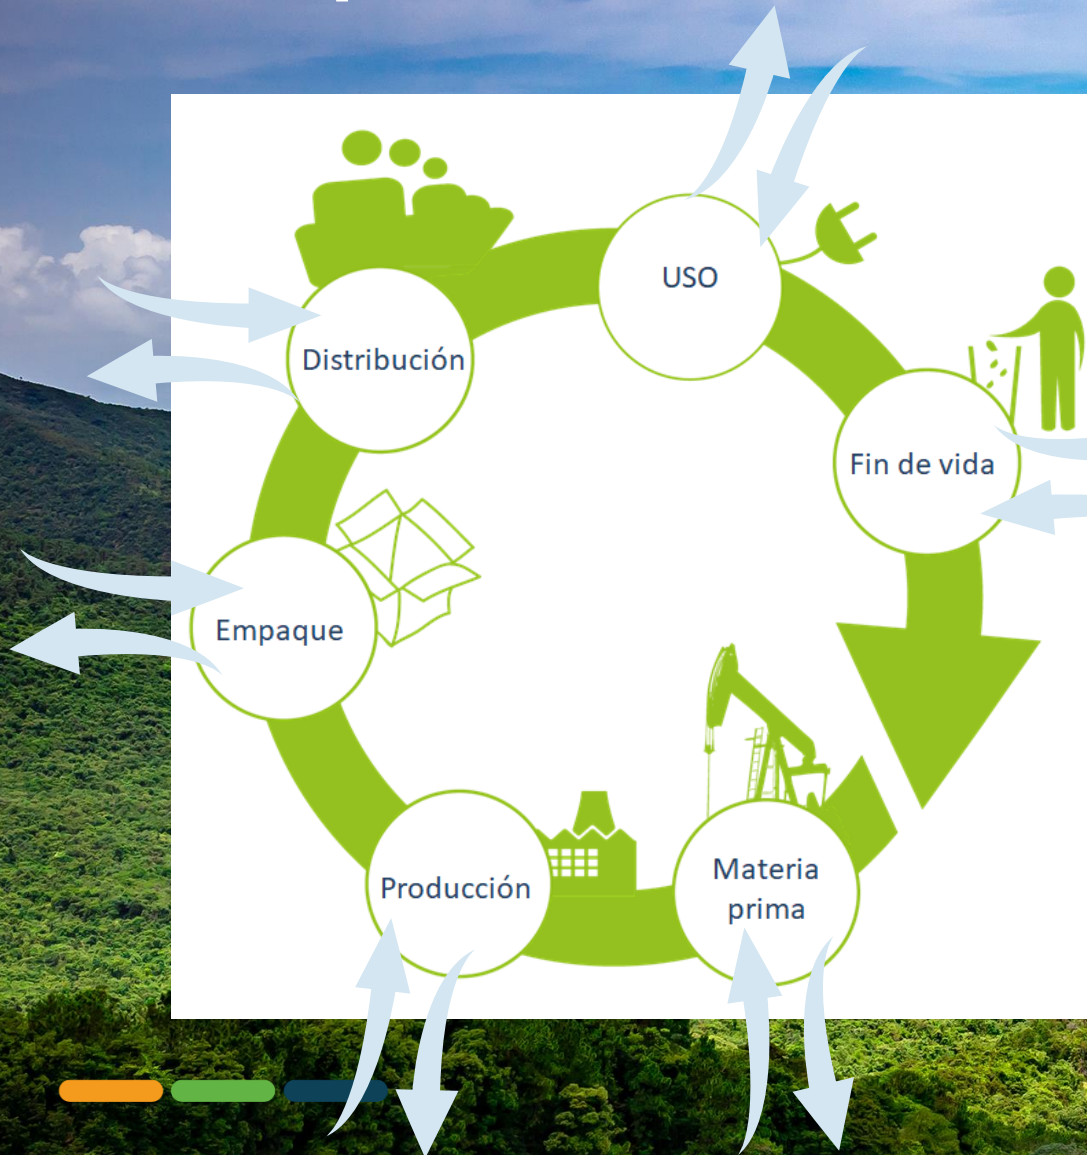 USO
Distribución
Fin de vida
Empaque
Materia
prima
Producción